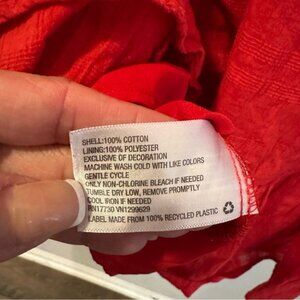 SHELL:100% COTTON
LINING:100% POLYESTER
EXCLUSIVE OF DECORATION
MACHINE WASH COLD WITH LIKE COLORS
GENTLE CYCLE
ONLY NON-CHLORINE BLEACH IF NEEDED
TUMBLE DRY LOW, REMOVE PROMPTLY
COOL IRON IF NEEDED
RN17730 VN1299629
LABEL MADE FROM 100% RECYCLED PLASTIC